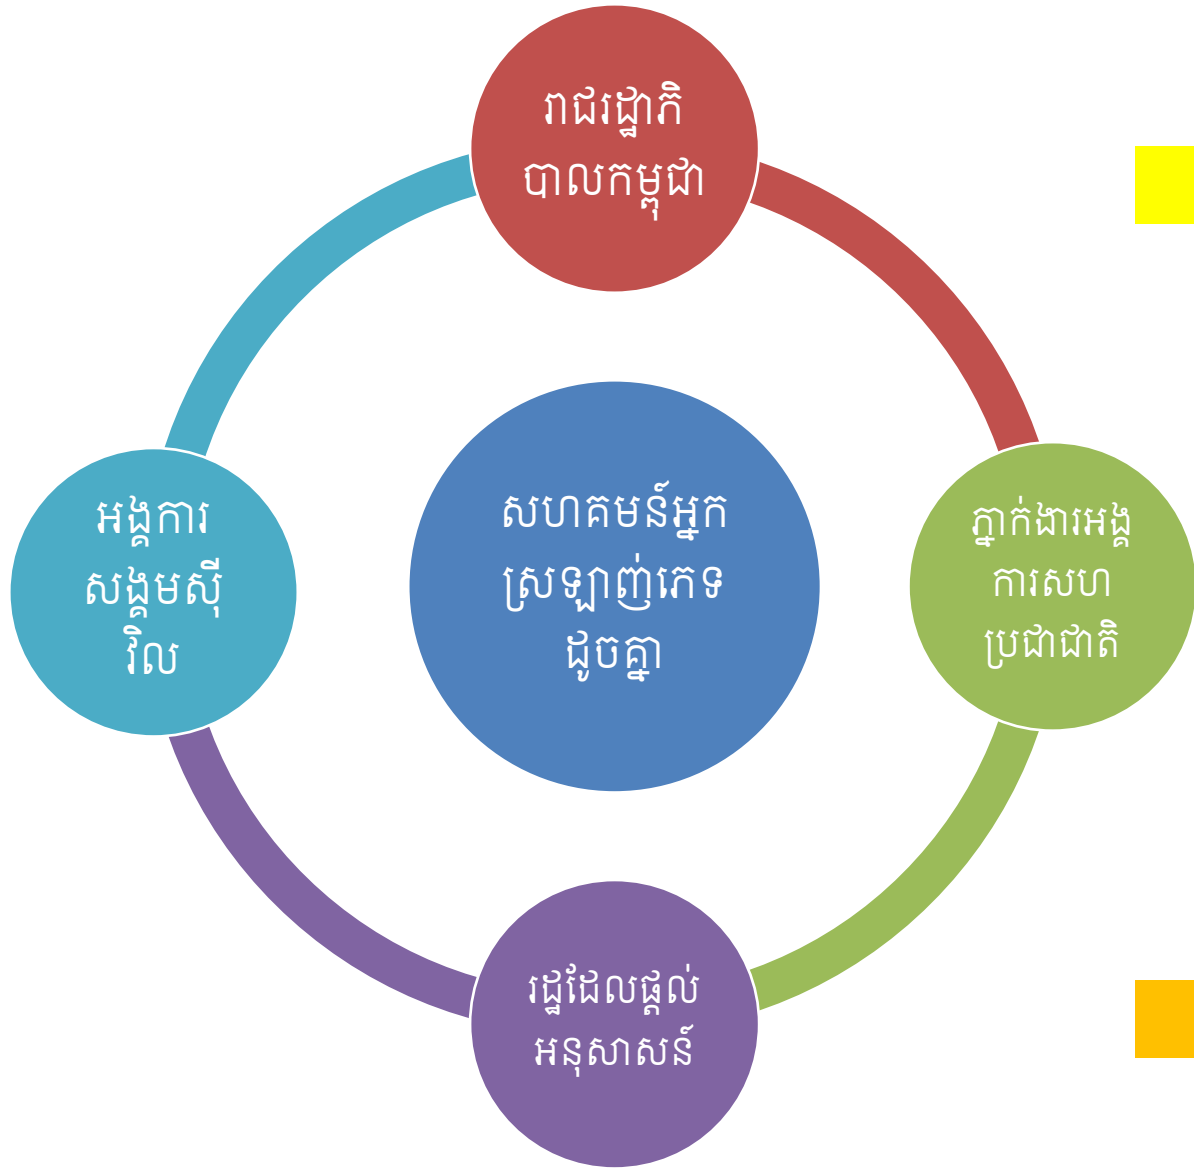 រាជរដ្ឋាភិ
បាលកម្ពុជា
អង្គការ
សង្គមស៊ី
វិល
សហគមន៍អ្នក
ស្រឡាញ់ភេទ
ដូចគ្នា
ភ្នាក់ងារអង្គ
ការសហ
ប្រជាជាតិ
រដ្ឋដែលផ្តល់
អនុសាសន៍